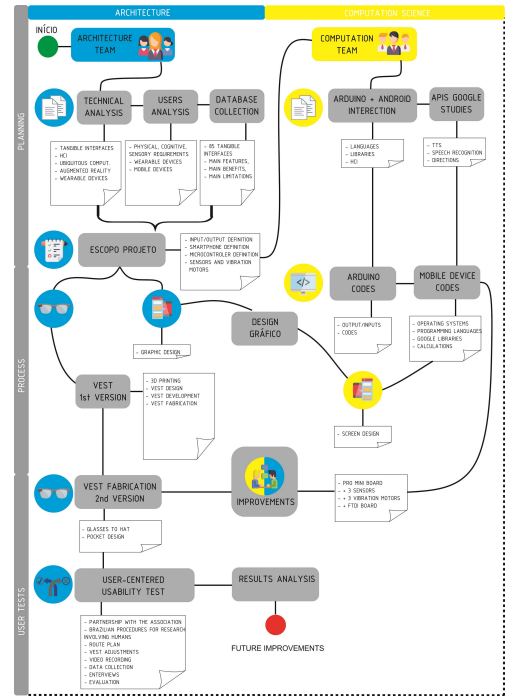 ARCHITECTURE
COMPUTATION SCIENCE
INÍCIO
ARCHITECTURE
TEAM
COMPUTATION
TEAM
PLANNING
TECHNICAL
ANALYSIS
USERS
ANALYSIS
DATABASE
COLLECTION
ARDUINO + ANDROID
INTERECTION
APIS GOOGLE
STUDIES
- TANGIBLE INTERFACES
- HCI
- UBIQUITOUS COMPUT.
- AUGMENTED REALITY
- WEARABLE DEVICES
- PHYSICAL, COGNITIVE,
SENSORY REQUIREMENTS.
- WEARABLE DEVICES
- MOBILE DEVICES
- 85 TANGIBLE
INTERFACES
- MAIN FEATURES,
- MAIN BENEFITS,
- MAIN LIMITATIONS
- LANGUAGES
- LIBRARIES
- HCI
- TTS
- SPEECH RECOGNITION
- DIRECTIONS
ESCOPO PROJETO
- INPUT/OUTPUT DEFINITION
- SMARTPHONE DEFINITION
- MICROCONTROLER DEFINITION
- SENSORS AND VIBRATION
MOTORS
PROCESS
ARDUINO
CODES
MOBILE DEVICE
CODES
- GRAPHIC DESIGN
DESIGN
GRÁFICO
- OUTPUT/INPUTS
CODES
- OPERATING SYSTEMS
- PROGRAMMING LANGUAGES
- GOOGLE LIBRARIES
- CALCULATIONS
VEST
1st VERSION
- 3D PRINTING
- VEST DESIGN
- VEST DEVELOPMENT
- VEST FABRICATION
- SCREEN DESIGN
USER TESTS
VEST FABRICATION
2nd VERSION
IMPROVEMENTS
- PRO MINI BOARD
- + 3 SENSORS
- + 3 VIBRATION MOTORS
- + FTDI BOARD
- GLASSES TO HAT
- POCKET DESIGN
USER-CENTERED
USABILITY TEST
RESULTS ANALYSIS
- PARTNERSHIP WITH THE ASSOCIATION
- BRAZILIAN PROCEDURES FOR RESEARCH
INVOLVING HUMANS
- ROUTE PLAN
- VEST ADJUSTMENTS
- VIDEO RECORDING
- DATA COLLECTION
- ENTERVIEWS
- EVALUATION
FUTURE IMPROVEMENTS